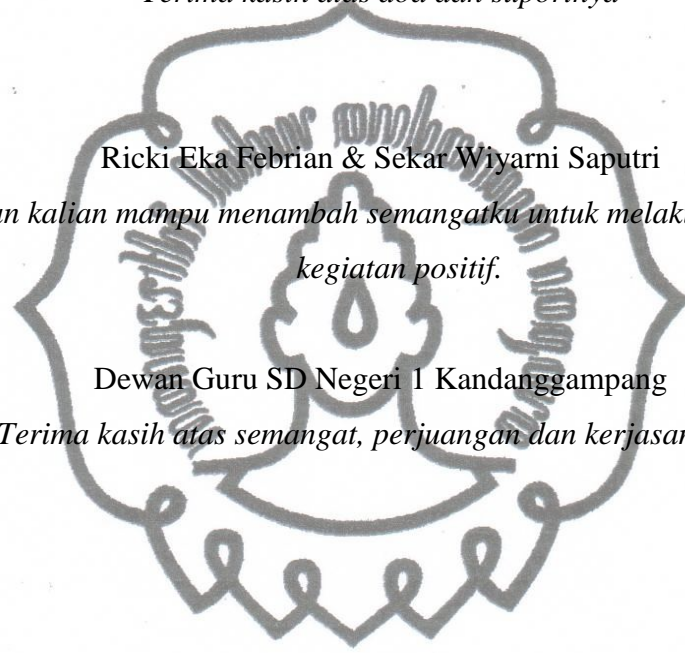 Terima kasih atas doa dan suportnya
Ricki Eka Febrian & Sekar Wiyarni Saputri
kalian mampu menambah semangatku untuk
kegiatan positif.
Dewan Guru SD Negeri 1 Kandanggampang
Terima kasih atas semangat, perjuangan dan